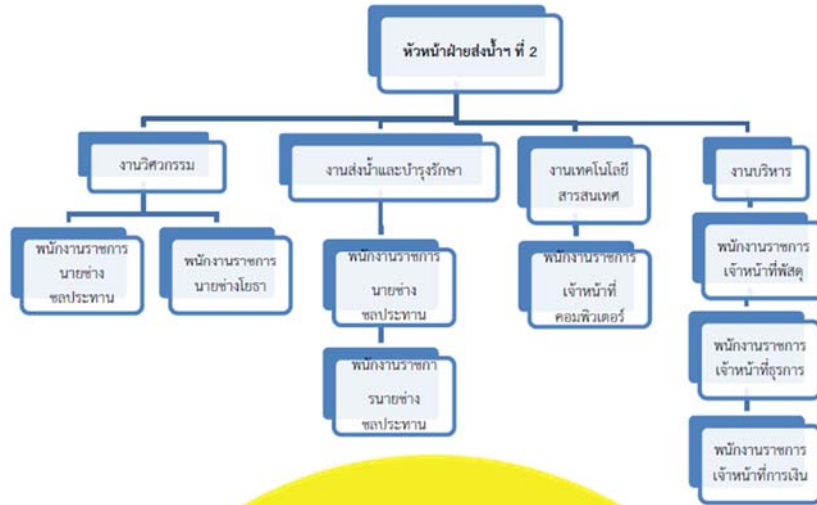 หัวหน้าฝ่ายส่งน้ำฯ ที่ 2
งานวิศวกรรม
งานส่งน้ำและบำรุงรักษา
งานเทคโนโลยี
สารสนเทศ
งานบริหาร
พนักงานราชการ
นายช่าง
ชลประทาน
พนักงานราชการ
นายช่างโยธา
พนักงานราชการ
นายช่าง
ชลประทาน
พนักงานราชกา
รนายช่าง
ชลประทาน
พนักงานราชการ
เจ้าหน้าที่
คอมพิวเตอร์
พนักงานราชการ
เจ้าหน้าที่พัสดุ
พนักงานราชการ
เจ้าหน้าที่ธุรการ
พนักงานราชการ
เจ้าหน้าที่การเงิน